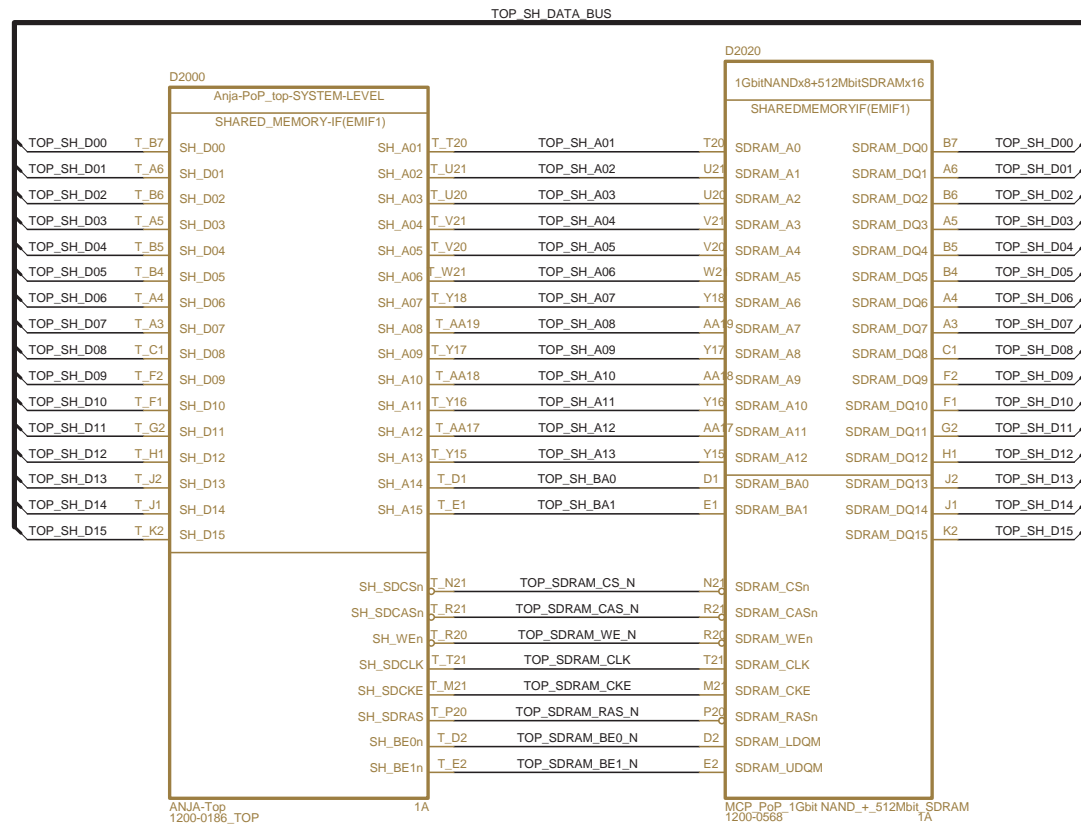 TOP_SH_DATA_BUS
D2000
D2020
Anja-PoP_top-SYSTEM-LEVEL
1GbitNANDx8+512MbitSDRAMx16
SHARED_MEMORY-IF(EMIF1)
SHAREDMEMORYIF(EMIF1)
TOP_SH_D00 T_B7 SH_D00 SH_A01 T_T20 TOP_SH_A01 T20 SDRAM_A0 SDRAM_DQ0 B7 TOP_SH_D00
TOP_SH_D01 T_A6 SH_D01 SH_A02 T_U21 TOP_SH_A02 U21 SDRAM_A1 SDRAM_DQ1 A6 TOP_SH_D01
TOP_SH_D02 T_B6 SH_D02 SH_A03 T_U20 TOP_SH_A03 U20 SDRAM_A2 SDRAM_DQ2 B6 TOP_SH_D02
TOP_SH_D03 T_A5 SH_D03 SH_A04 T_V21 TOP_SH_A04 V21 SDRAM_A3 SDRAM_DQ3 A5 TOP_SH_D03
TOP_SH_D04 T_B5 SH_D04 SH_A05 T_V20 TOP_SH_A05 V20 SDRAM_A4 SDRAM_DQ4 B5 TOP_SH_D04
TOP_SH_D05 T_B4 SH_D05 SH_A06 T_W21 TOP_SH_A06 W2 SDRAM_A5 SDRAM_DQ5 B4 TOP_SH_D05
TOP_SH_D06 T_A4 SH_D06 SH_A07 T_Y18 TOP_SH_A07 Y18 SDRAM_A6 SDRAM_DQ6 A4 TOP_SH_D06
TOP_SH_D07 T_A3 SH_D07 SH_A08 T_AA19 TOP_SH_A08 AA19 SDRAM_A7 SDRAM_DQ7 A3 TOP_SH_D07
TOP_SH_D08 T_C1 SH_D08 SH_A09 T_Y17 TOP_SH_A09 Y17 SDRAM_A8 SDRAM_DQ8 C1 TOP_SH_D08
TOP_SH_D09 T_F2 SH_D09 SH_A10 T_AA18 TOP_SH_A10 AA18 SDRAM_A9 SDRAM_DQ9 F2 TOP_SH_D09
TOP_SH_D10 T_F1 SH_D10 SH_A11 T_Y16 TOP_SH_A11 Y16 SDRAM_A10 SDRAM_DQ10 F1 TOP_SH_D10
TOP_SH_D11 T_G2 SH_D11 SH_A12 T_AA17 TOP_SH_A12 AA17 SDRAM_A11 SDRAM_DQ11 G2 TOP_SH_D11
TOP_SH_D12 T_H1 SH_D12 SH_A13 T_Y15 TOP_SH_A13 Y15 SDRAM_A12 SDRAM_DQ12 H1 TOP_SH_D12
TOP_SH_D13 T_J2 SH_D13 SH_A14 T_D1 TOP_SH_BA0 D1 SDRAM_BA0 SDRAM_DQ13 J2 TOP_SH_D13
TOP_SH_D14 T_J1 SH_D14 SH_A15 T_E1 TOP_SH_BA1 E1 SDRAM_BA1 SDRAM_DQ14 J1 TOP_SH_D14
TOP_SH_D15 T_K2 SH_D15 SDRAM_DQ15 K2 TOP_SH_D15
SH_SDCSn T_N21 TOP_SDRAM_CS_N N21 SDRAM_CSn
SH_SDCASn T_R21 TOP_SDRAM_CAS_N R21 SDRAM_CASn
SH_WEn T_R20 TOP_SDRAM_WE_N R20 SDRAM_WEn
SH_SDCLK T_T21 TOP_SDRAM_CLK T21 SDRAM_CLK
SH_SDCKE T_M21 TOP_SDRAM_CKE M21 SDRAM_CKE
SH_SDRAS T_P20 TOP_SDRAM_RAS_N P20 SDRAM_RASn
SH_BE0n T_D2 TOP_SDRAM_BE0_N D2 SDRAM_LDQM
SH_BE1n T_E2 TOP_SDRAM_BE1_N E2 SDRAM_UDQM
ANJA-Top 1A MCP_PoP_1Gbit NAND_+_512Mbit_SDRAM
1200-0186_TOP 1200-0568 1A